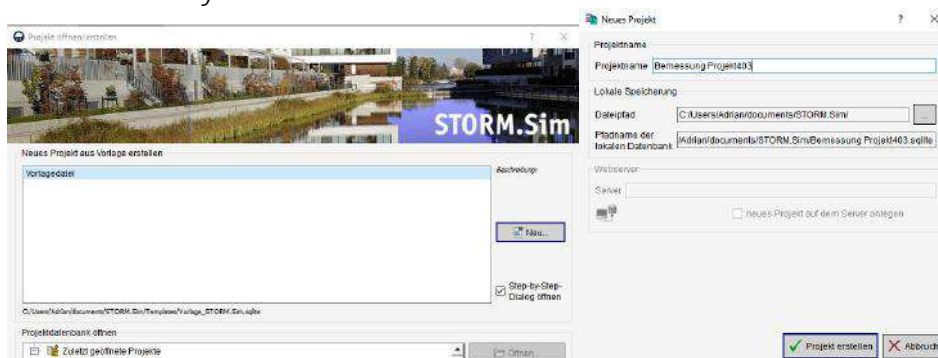 Projekt öffnen/erstellen
STORM.Sim
Neues Projekt aus Vorlage erstellen
Vorlagedatei
Beschreibung:
Neu...
Step-by-Step-
Dialog öffnen
C:/Users/Adrian/documents/STORM.Sim/Templates/Vorlage_STORM.Sim.sqlite
Projektdatenbank öffnen
Zuletzt geöffnete Projekte
Öffnen...
Neues Projekt
Projektname
Projektname Bemessung Projekt403
Lokale Speicherung
Dateipfad C:/Users/Adrian/documents/STORM.Sim/ ...
Pfadname der
lokalen Datenbank /Adrian/documents/STORM.Sim/Bemessung Projekt403.sqlite
Webserver
Server
neues Projekt auf dem Server anlegen
Projekt erstellen Abbruch